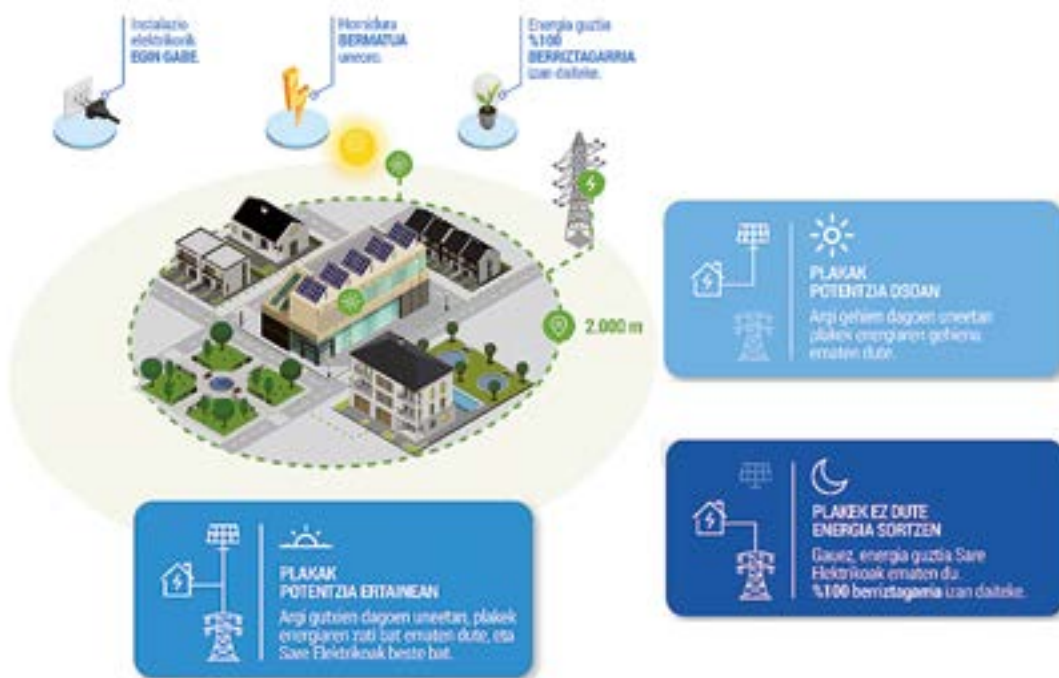 Instalazio
elektrikorik
EGIN GABE.
Hornidura
BERMATUA
uneoro.
Energia guztia
%100
BERRIZTAGARRIA
izan daiteke.
2.000 m
PLAKAK
POTENTZIA OSOAN
Argi gehien dagoen uneetan
plakek energiaren gehiena
ematen dute.
PLAKEK EZ DUTE
ENERGIA SORTZEN
Gauez, energia guztia Sare
Elektrikoak ematen du.
%100 berriztagarria izan daiteke.
PLAKAK
POTENTZIA ERTAINEAN
Argi gutxien dagoen uneetan, plakek
energiaren zati bat ematen dute, eta
Sare Elektrikoak beste bat.